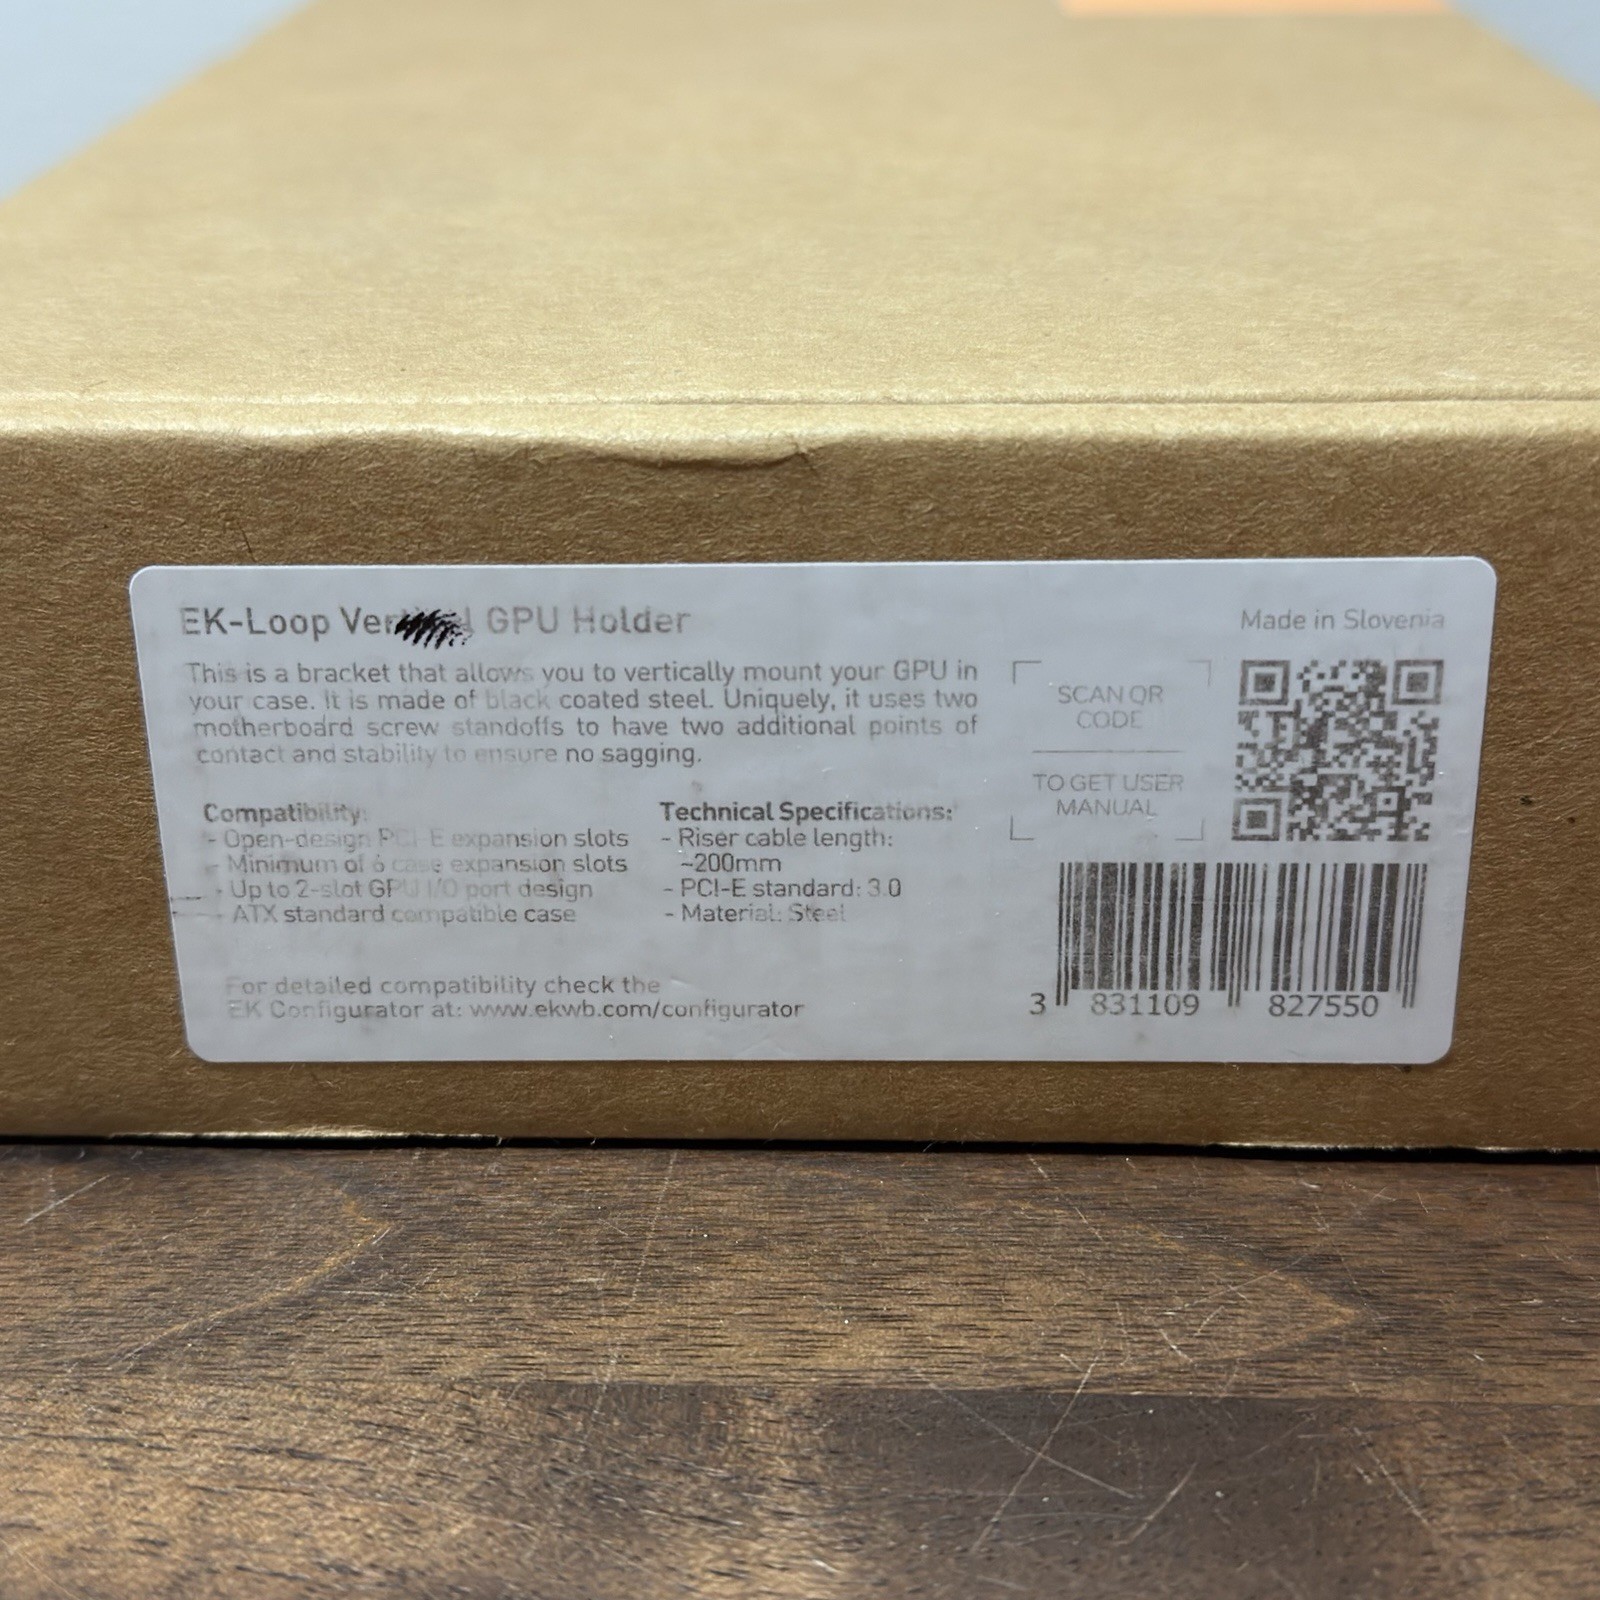 EK-Loop Vertical GPU Holder
This is a bracket that allows you to vertically mount your GPU in
your case. It is made of black coated steel. Uniquely, it uses two
motherboard screw standoffs to have two additional points of
contact and stability to ensure no sagging.
Compatibility:
- Open-design PCI-E expansion slots
- Minimum of 6 case expansion slots
- Up to 2-slot GPU I/O port design
- ATX standard compatible case
Technical Specifications:
- Riser cable length:
~200mm
- PCI-E standard: 3.0
- Material: Steel
For detailed compatibility check the
EK Configurator at: www.ekwb.com/configurator
Made in Slovenia
SCAN QR
CODE
TO GET USER
MANUAL
3 831109 827550